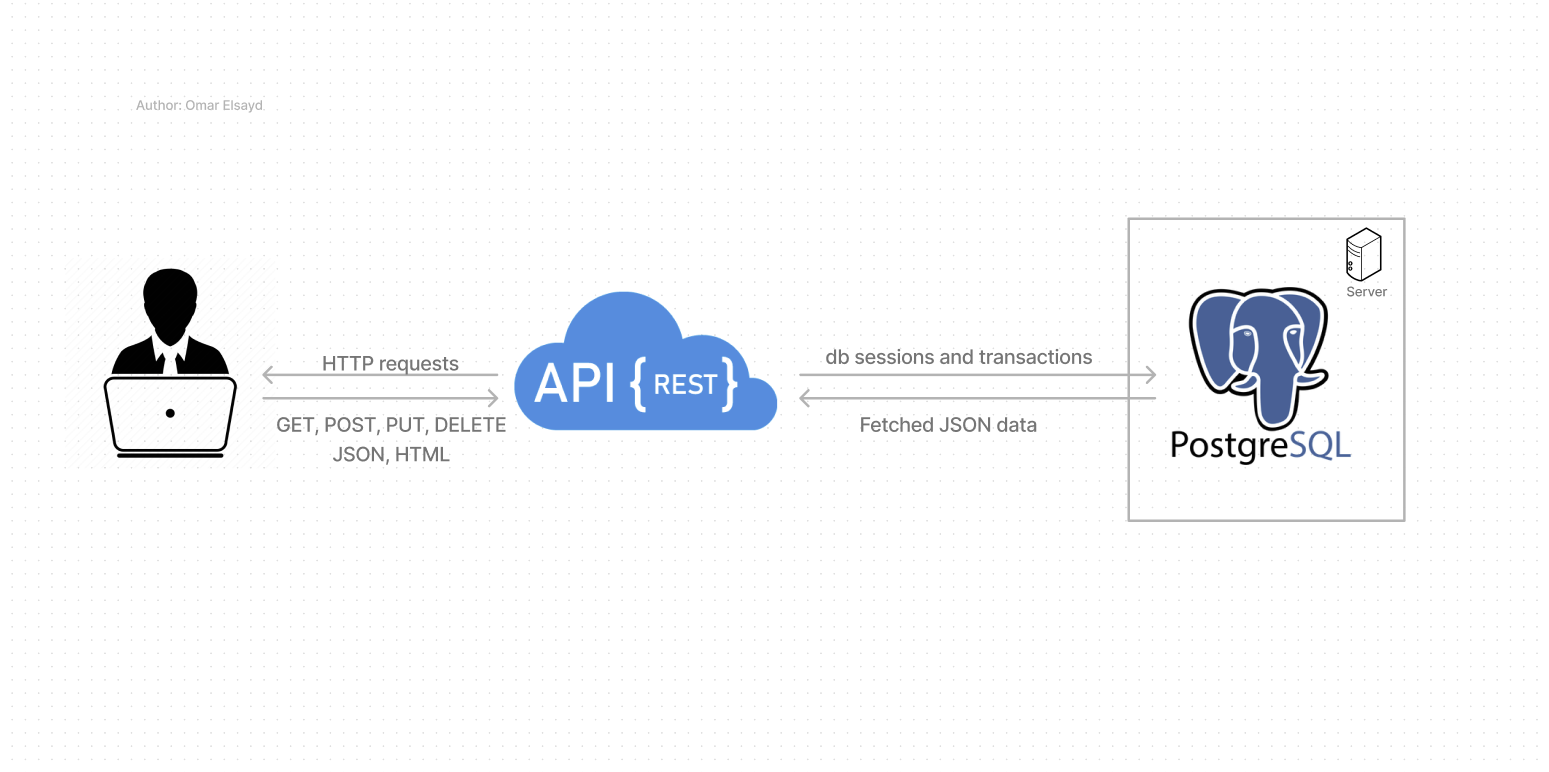 Author: Omar Elsayd
HTTP requests
GET, POST, PUT, DELETE
JSON, HTML
API { REST }
db sessions and transactions
Fetched JSON data
Server
PostgreSQL